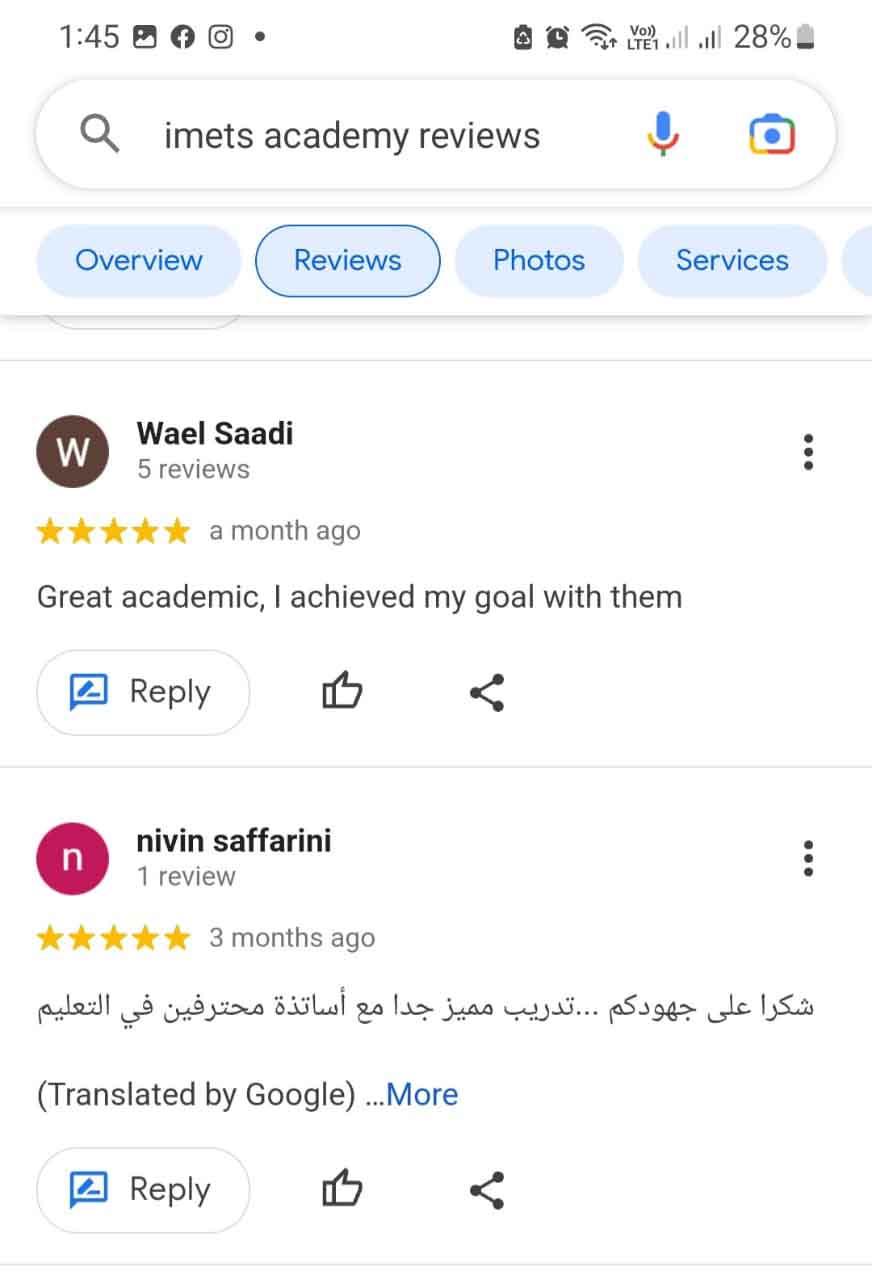 1:45
Vo))
LTE1
28%
imets academy reviews
Overview
Reviews
Photos
Services
W
Wael Saadi
5 reviews
a month ago
Great academic, I achieved my goal with them
Reply
n
nivin saffarini
1 review
3 months ago
شكرا على جهودكم ...تدريب مميز جدا مع أساتذة محترفين في التعليم
(Translated by Google) ...More
Reply